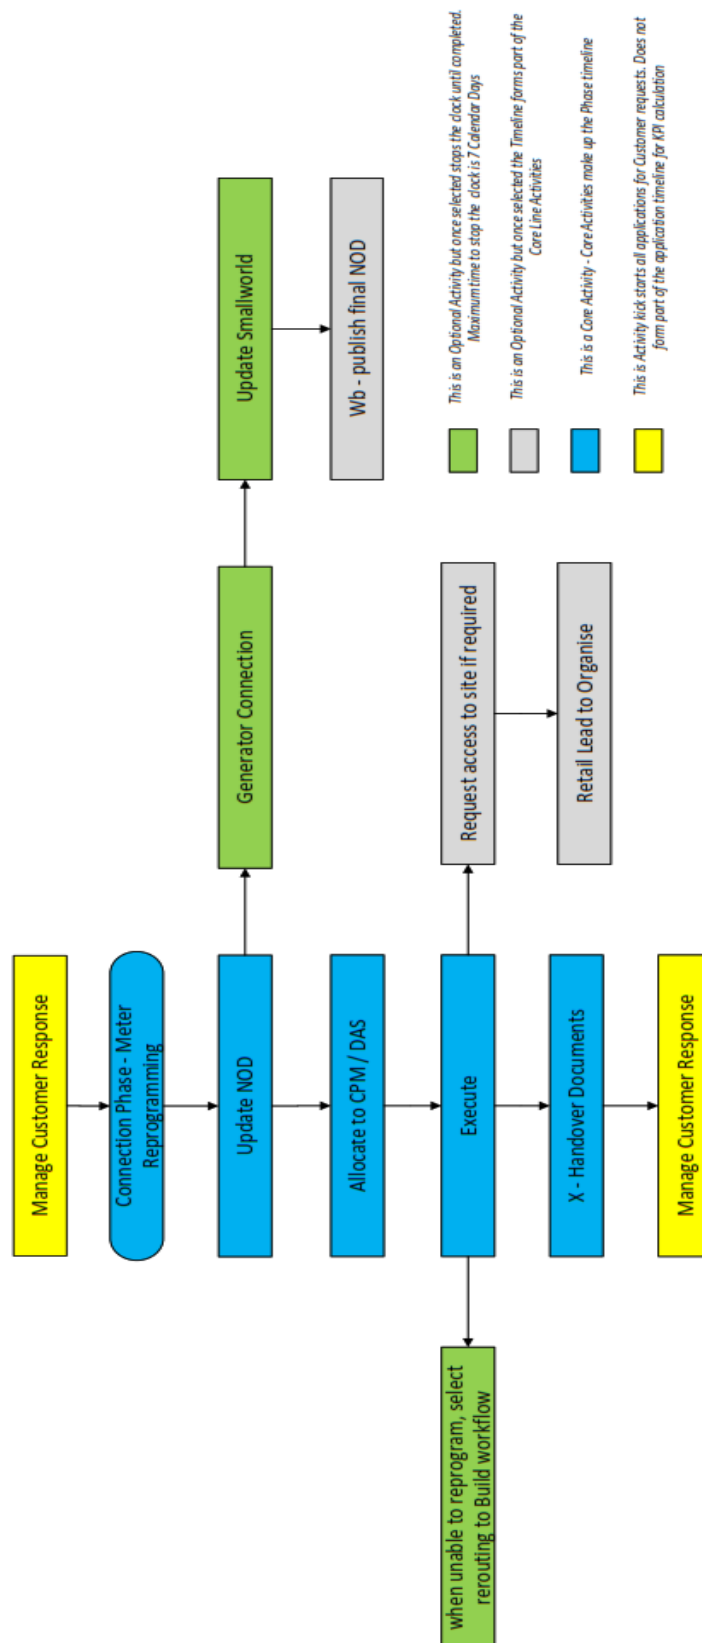 Manage Customer Response
Connection Phase - Meter
Reprogramming
Update NOD
Generator Connection
Update Smallworld
Wb - publish final NOD
Allocate to CPM / DAS
when unable to reprogram, select
rerouting to Build workflow
Execute
Request access to site if required
Retail Lead to Organise
X - Handover Documents
Manage Customer Response
This is an Optional Activity but once selected stops the clock until completed.
Maximum time to stop the clock is 7 Calendar Days
This is an Optional Activity but once selected the Timeline forms part of the
Core Line Activities
This is a Core Activity - Core Activities make up the Phase timeline
This is Activity kick starts all applications for Customer requests. Does not
form part of the application timeline for KPI calculation